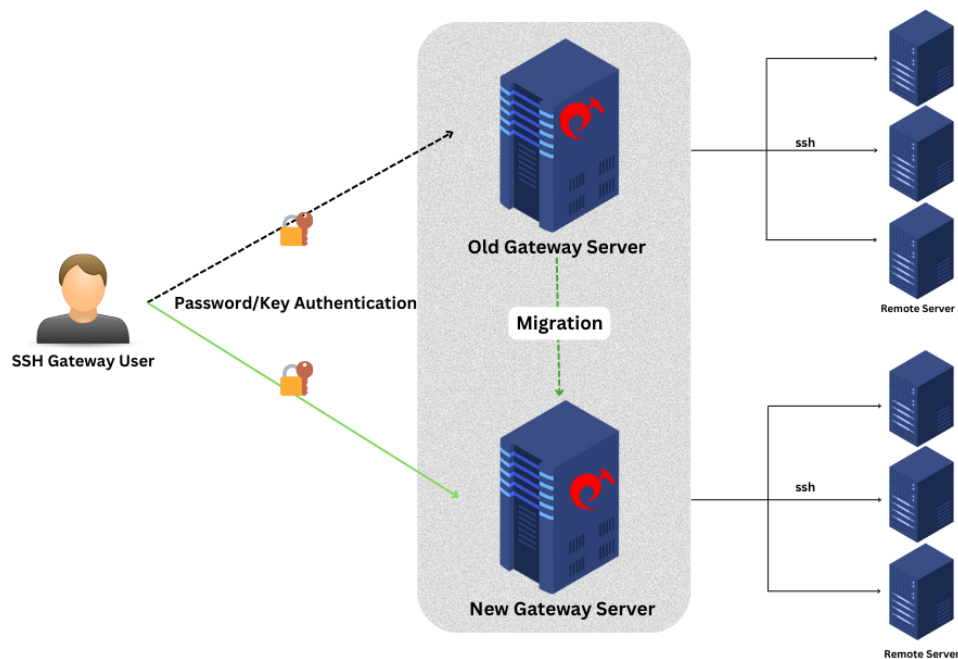 ssh
Old Gateway Server
Remote Server
Password/Key Authentication
Migration
SSH Gateway User
ssh
New Gateway Server
Remote Server